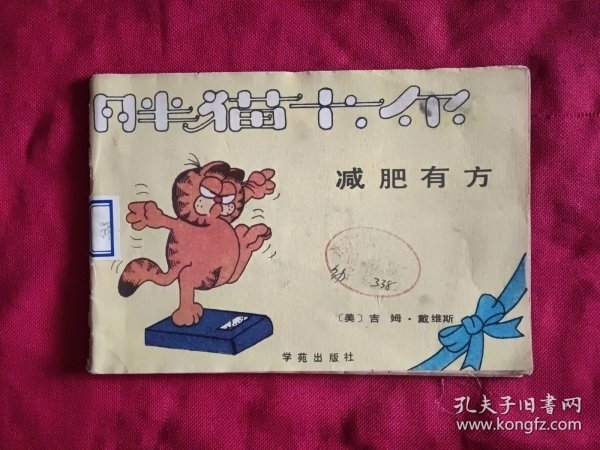 胖猫卡尔
减肥有方
338
338
〔美〕吉姆·戴维斯
学苑出版社
孔夫子旧书网
www.kongfz.com